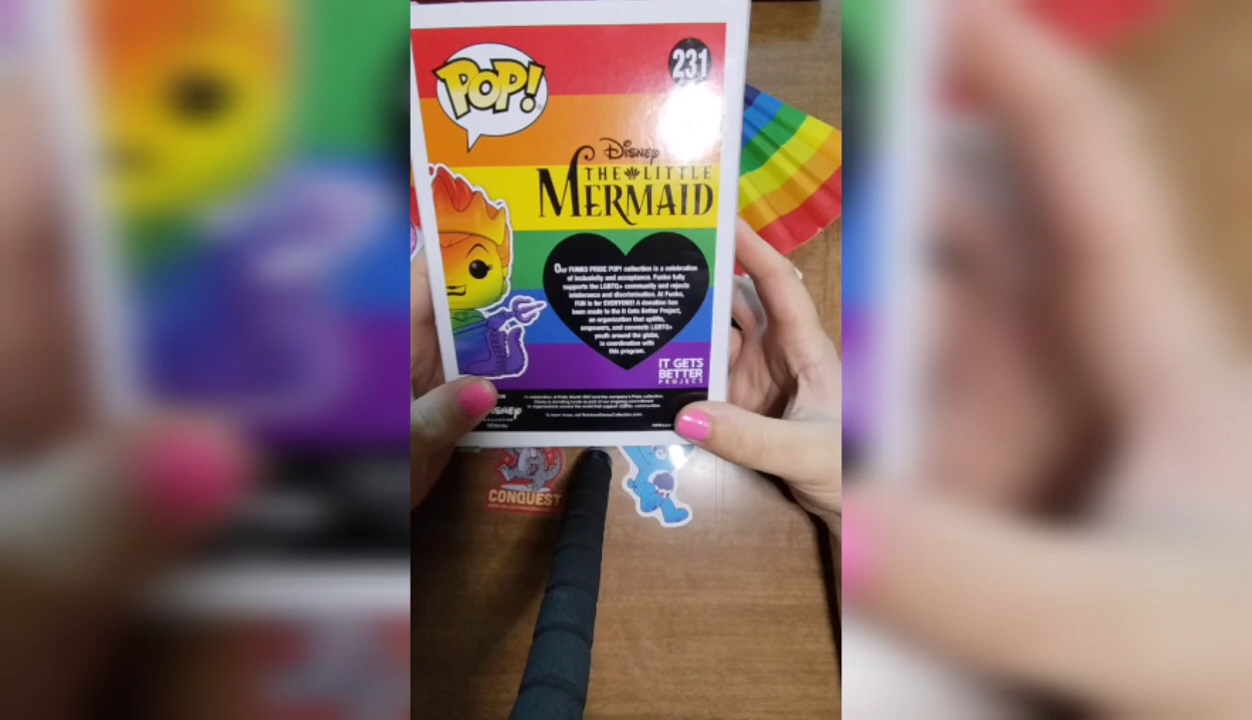 POP!
231
Disney
THE LITTLE
MERMAID
Our FUNKO PRIDE POP! collection is a celebration
of inclusivity and acceptance. Funko fully
supports the LGBTQ+ community and rejects
intolerance and discrimination. At Funko,
FUN is for EVERYONE! A donation has
been made to the It Gets Better Project,
an organization that uplifts,
empowers, and connects LGBTQ+
youth around the globe,
in coordination with
this program.
IT GETS
BETTER
PROJECT
Disney
©Disney
CONQUEST